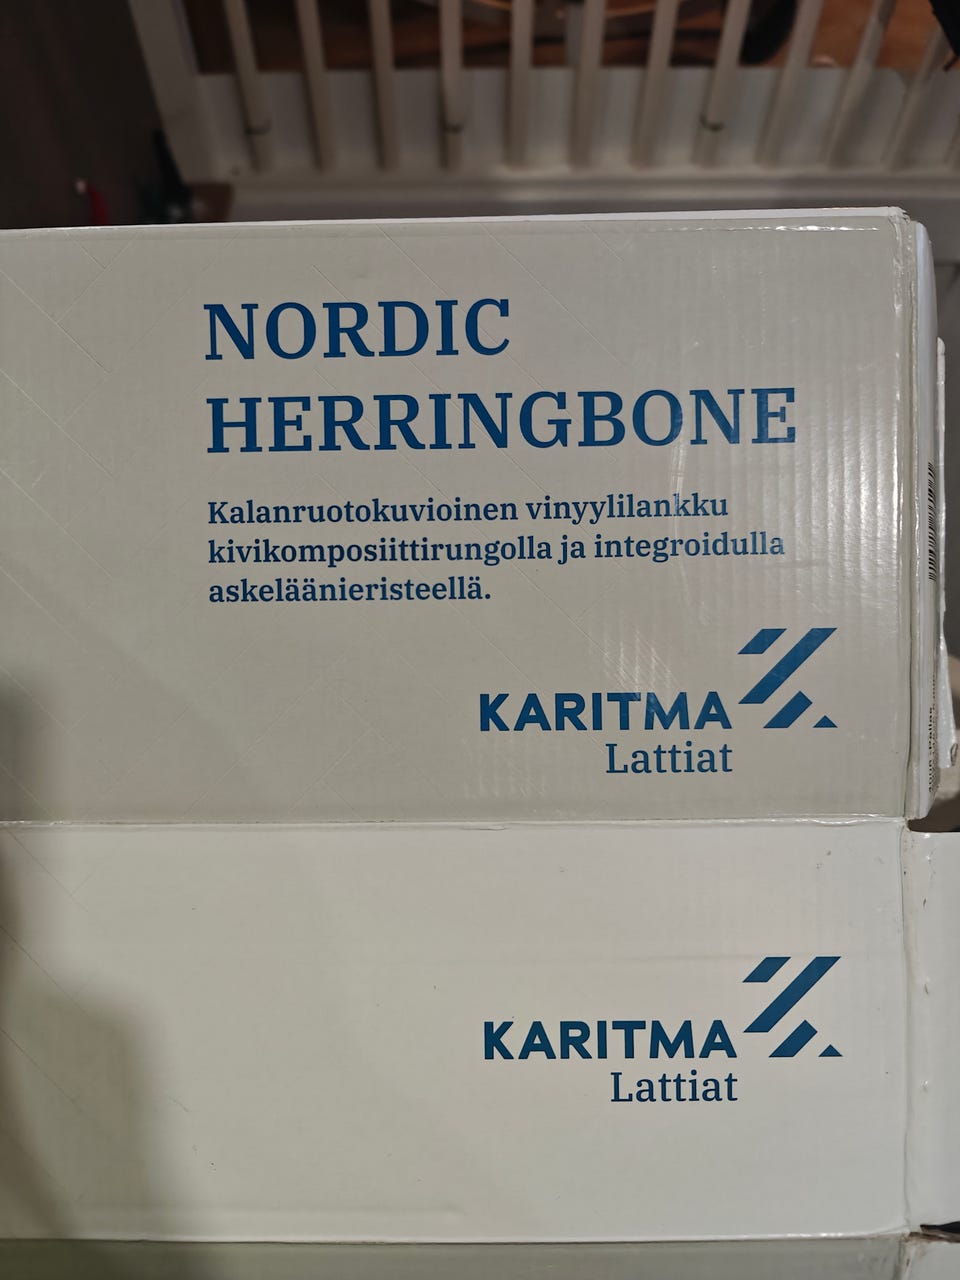 NORDIC
HERRINGBONE
Kalanruotokuvioinen vinyylilankku
kivikomposiittirungolla ja integroidulla
askeläänieristeellä.
KARITMA
Lattiat
KARITMA
Lattiat